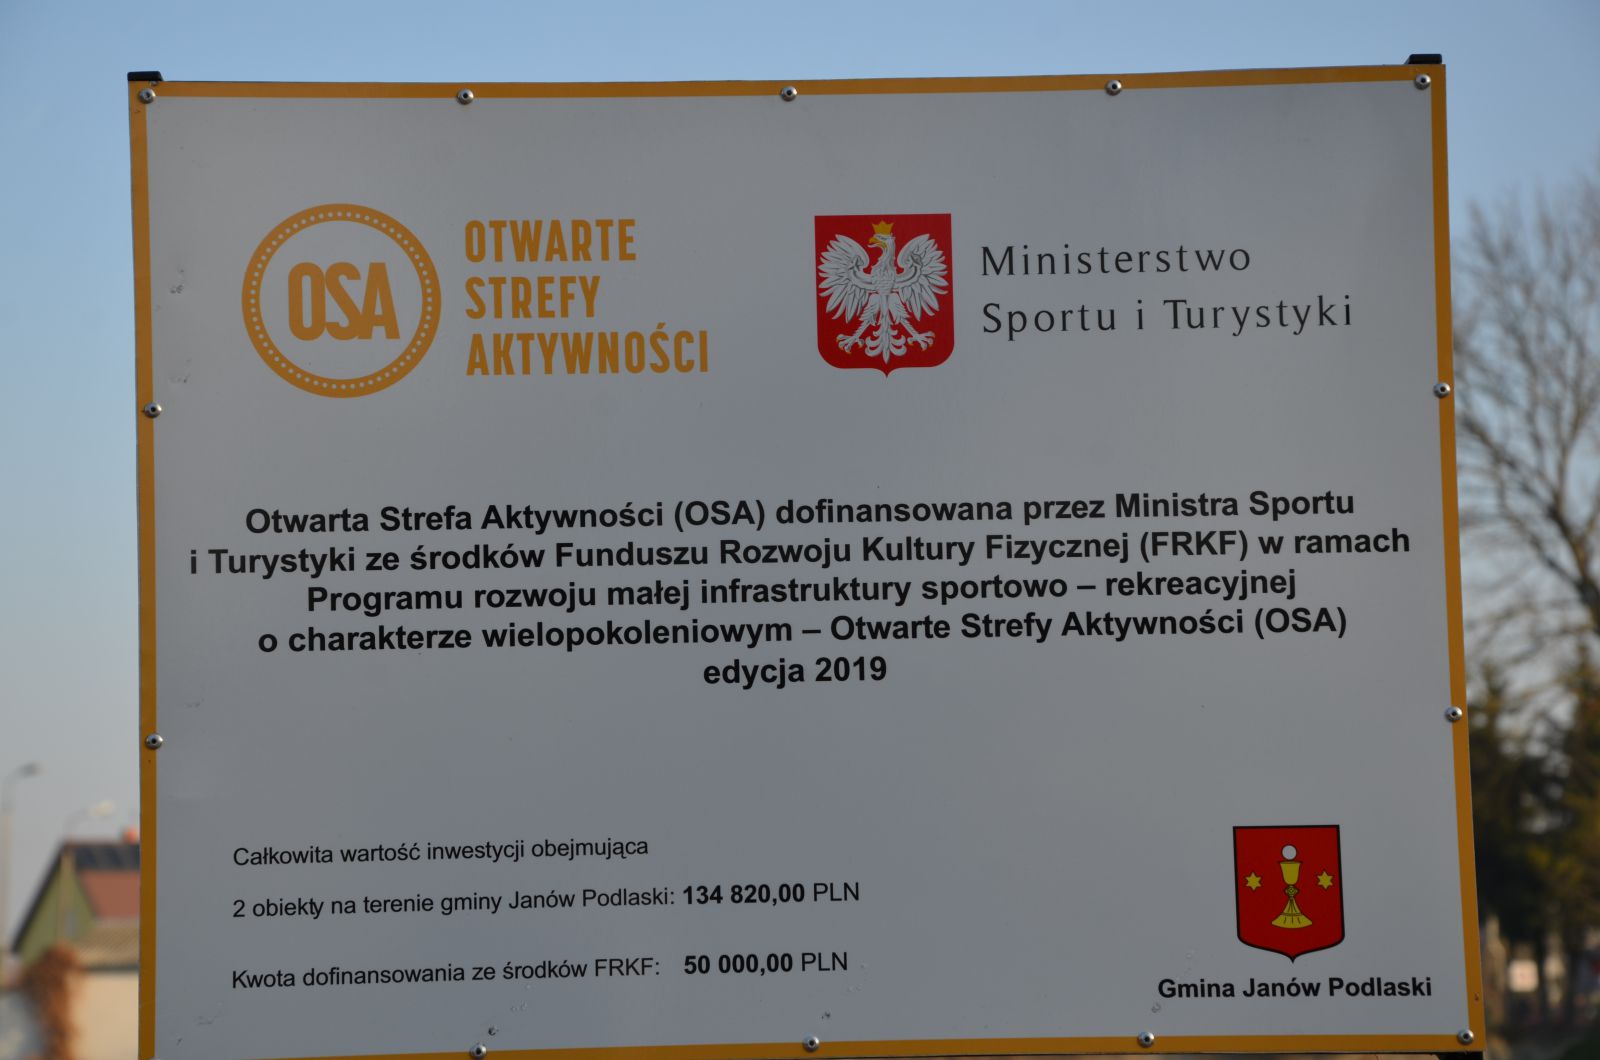 OSA
OTWARTE
STREFY
AKTYWNOŚCI
Ministerstwo
Sportu i Turystyki
Otwarta Strefa Aktywności (OSA) dofinansowana przez Ministra Sportu
i Turystyki ze środków Funduszu Rozwoju Kultury Fizycznej (FRKF) w ramach
Programu rozwoju małej infrastruktury sportowo – rekreacyjnej
o charakterze wielopokoleniowym – Otwarte Strefy Aktywności (OSA)
edycja 2019
Całkowita wartość inwestycji obejmująca
2 obiekty na terenie gminy Janów Podlaski: 134 820,00 PLN
Kwota dofinansowania ze środków FRKF: 50 000,00 PLN
Gmina Janów Podlaski